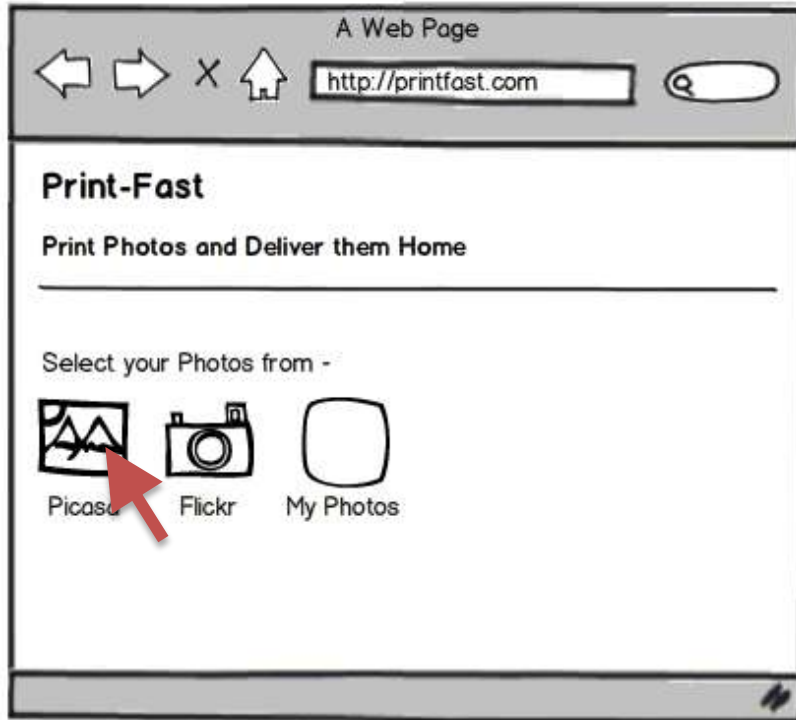 A Web Page
http://printfast.com
Print-Fast
Print Photos and Deliver them Home
Select your Photos from -
Picasa Flickr My Photos